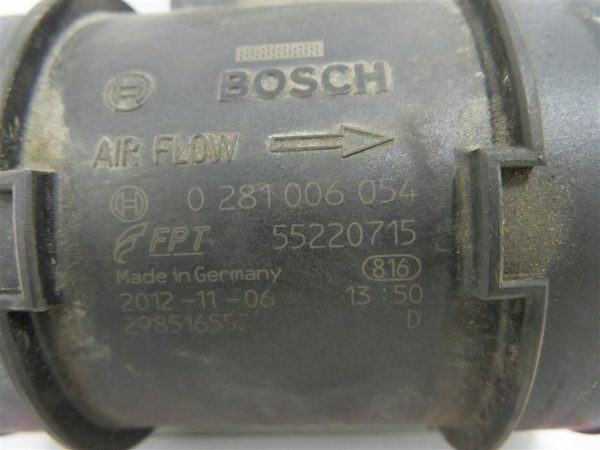 BOSCH
AIR FLOW
0 281 006 054
FPT 55220715
Made in Germany 816
2012-11-06 13:50
D